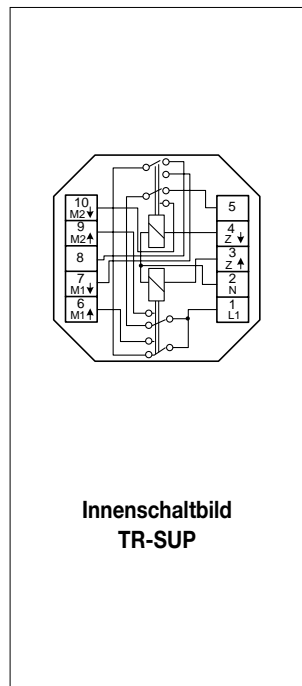 10
M2↓
9
M2↑
8
7
M1↓
6
M1↑
5
4
Z ↓
3
Z ↑
2
N
1
L1
Innenschaltbild
TR-SUP